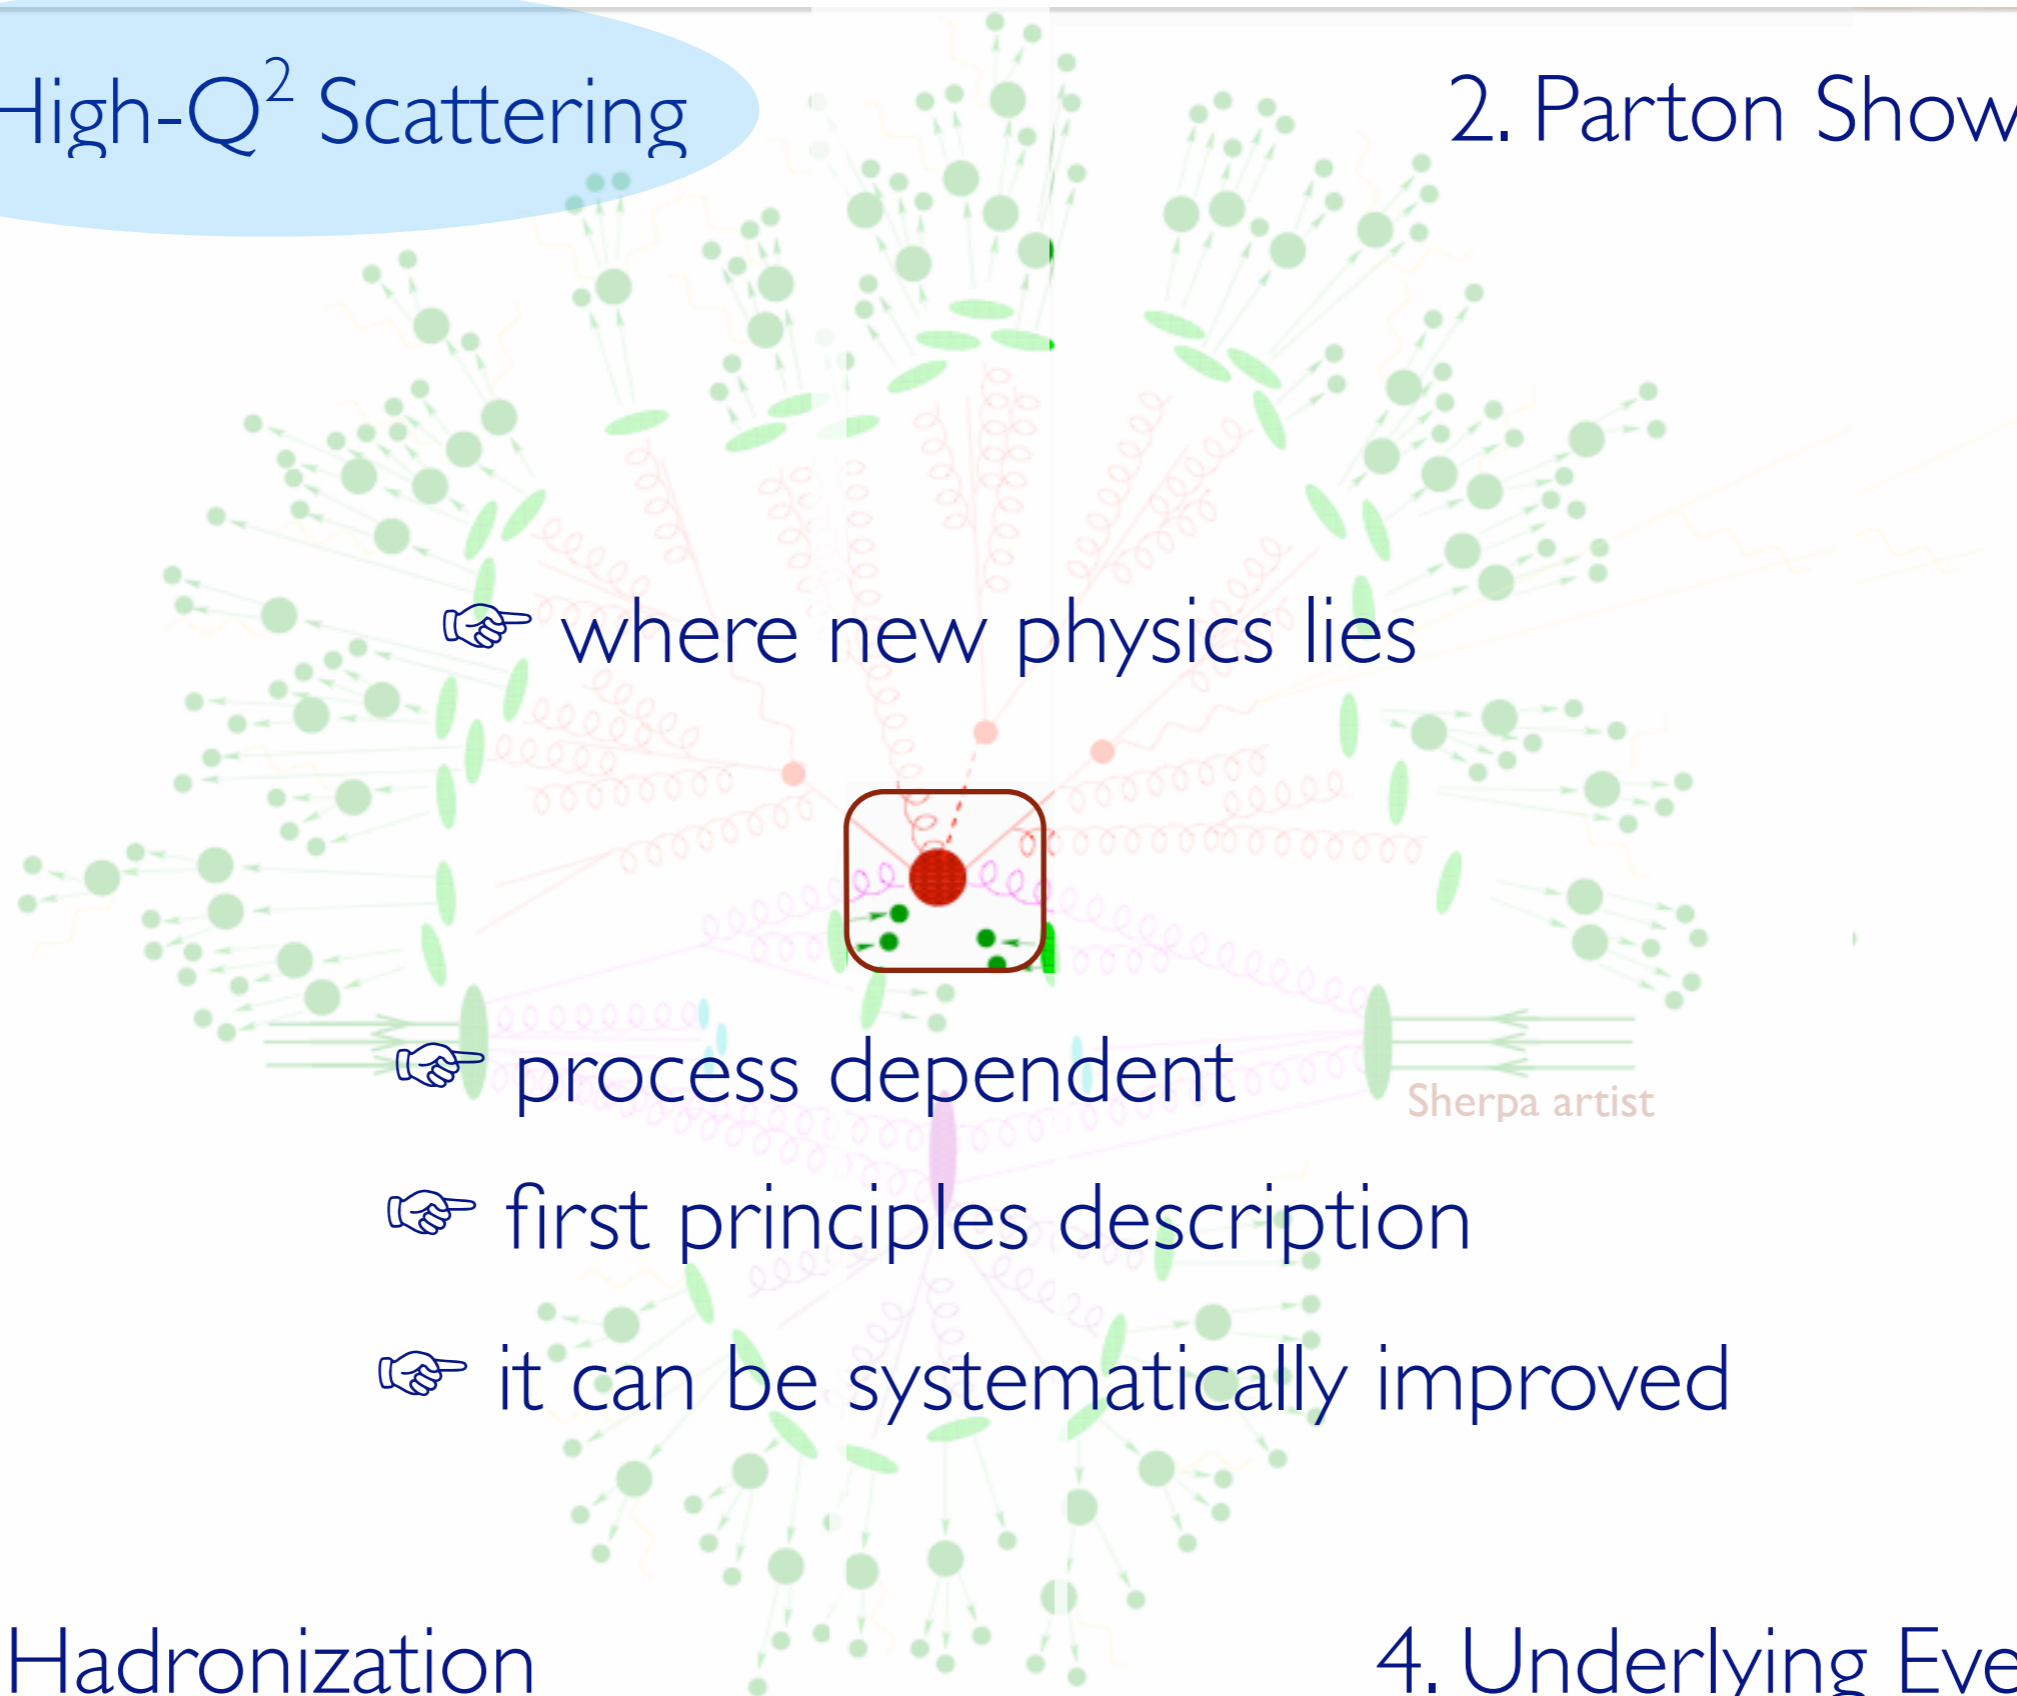 High-Q² Scattering
2. Parton Show
☞ where new physics lies
☞ process dependent
Sherpa artist
☞ first principles description
☞ it can be systematically improved
Hadronization
4. Underlying Eve